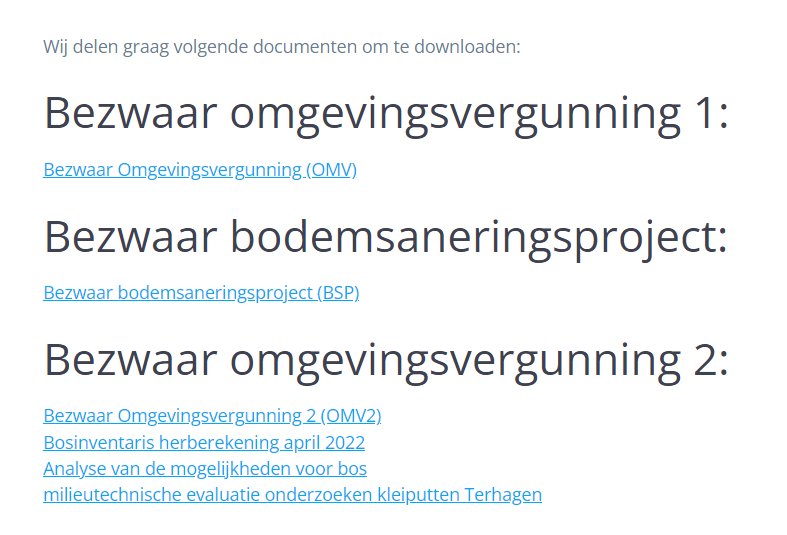 Wij delen graag volgende documenten om te downloaden:
Bezwaar omgevingsvergunning 1:
Bezwaar Omgevingsvergunning (OMV)
Bezwaar bodemsaneringsproject:
Bezwaar bodemsaneringsproject (BSP)
Bezwaar omgevingsvergunning 2:
Bezwaar Omgevingsvergunning 2 (OMV2)
Bosinventaris herberekening april 2022
Analyse van de mogelijkheden voor bos
milieutechnische evaluatie onderzoeken kleiputten Terhagen